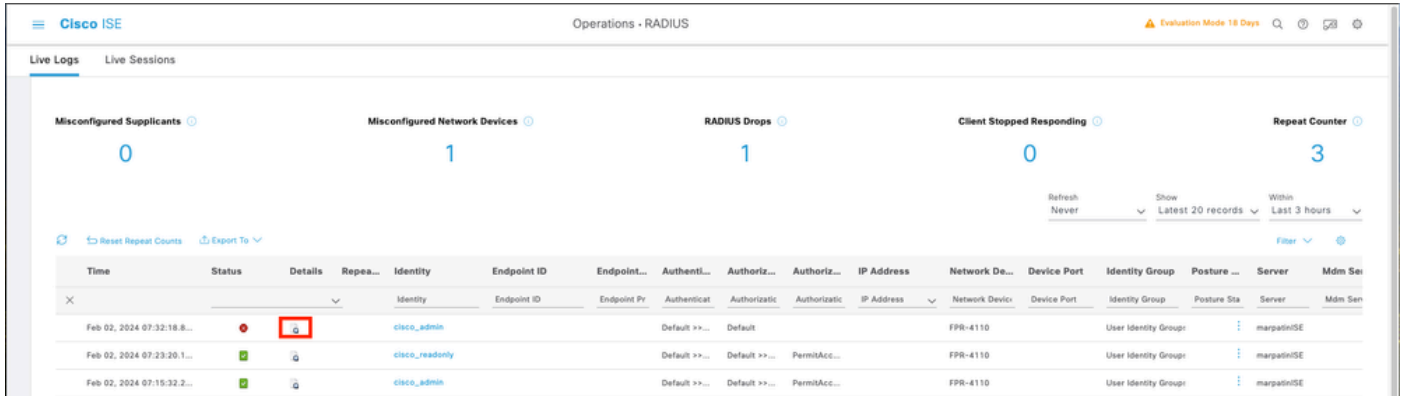 Cisco ISE Operations · RADIUS Evaluation Mode 18 Days
Live Logs Live Sessions
Misconfigured Supplicants Misconfigured Network Devices RADIUS Drops Client Stopped Responding Repeat Counter
0 1 1 0 3
Refresh Show Within
Never Latest 20 records Last 3 hours
Reset Repeat Counts Export To Filter
Time Status Details Repea... Identity Endpoint ID Endpoint... Authenti... Authoriz... Authoriz... IP Address Network De... Device Port Identity Group Posture ... Server Mdm Ser
Identity Endpoint ID Endpoint Pr Authenticat Authorizatic Authorizatic IP Address Network Device Device Port Identity Group Posture Sta Server Mdm Serv
Feb 02, 2024 07:32:18.8... cisco_admin Default >>... Default FPR-4110 User Identity Groups marpatinISE
Feb 02, 2024 07:23:20.1... cisco_readonly Default >>... Default >>... PermitAcc... FPR-4110 User Identity Groups marpatinISE
Feb 02, 2024 07:15:32.2... cisco_admin Default >>... Default >>... PermitAcc... FPR-4110 User Identity Groups marpatinISE